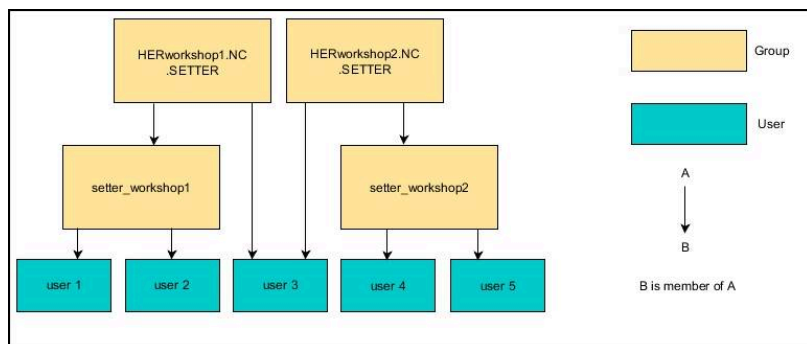 HERworkshop1.NC
.SETTER
HERworkshop2.NC
.SETTER
Group
User
setter_workshop1
setter_workshop2
A
B
user 1
user 2
user 3
user 4
user 5
B is member of A